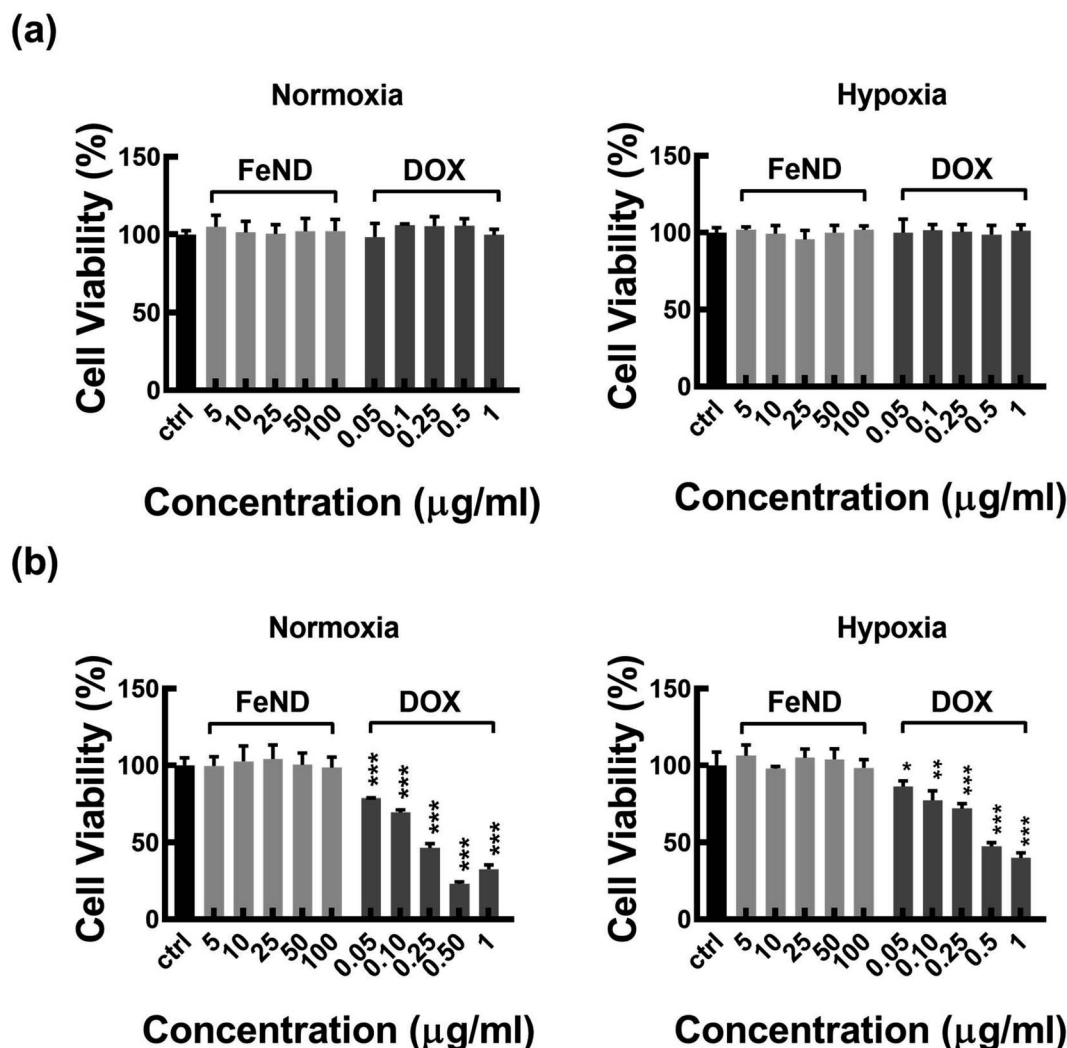 (a)
Normoxia
Cell Viability (%)
150
100
50
0
FeND
DOX
ctrl 5 10 25 50 100 0.05 0.1 0.25 0.5 1
Concentration (μg/ml)
Hypoxia
Cell Viability (%)
150
100
50
0
FeND
DOX
ctrl 5 10 25 50 100 0.05 0.1 0.25 0.5 1
Concentration (μg/ml)
(b)
Normoxia
Cell Viability (%)
150
100
50
0
FeND
DOX
*** *** *** *** ***
ctrl 5 10 25 50 100 0.05 0.10 0.25 0.50 1
Concentration (μg/ml)
Hypoxia
Cell Viability (%)
150
100
50
0
FeND
DOX
* ** *** *** ***
ctrl 5 10 25 50 100 0.05 0.10 0.25 0.5 1
Concentration (μg/ml)